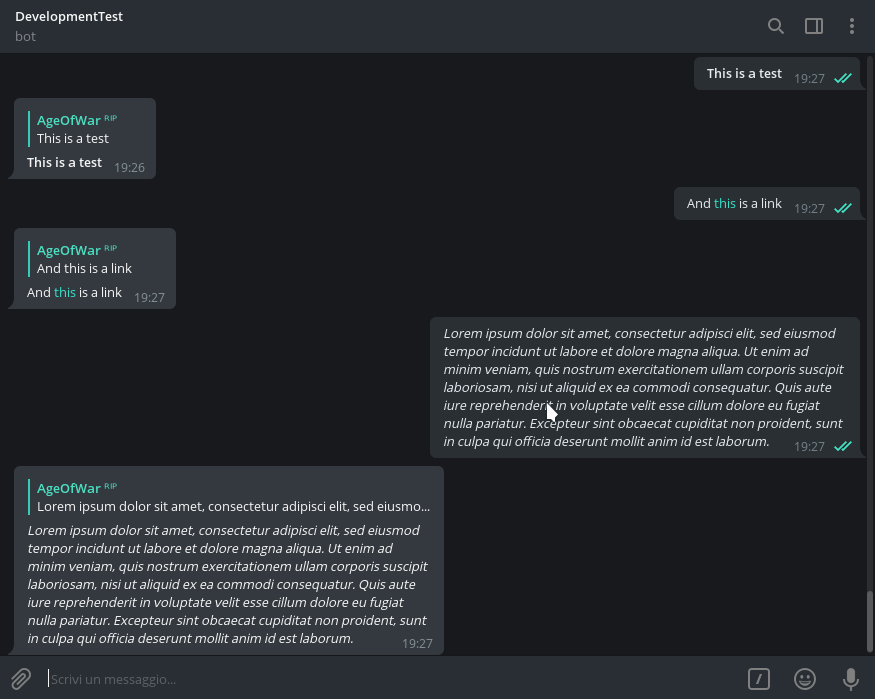 DevelopmentTest
bot
This is a test 19:27
AgeOfWar RIP
This is a test
This is a test 19:26
And this is a link 19:27
AgeOfWar RIP
And this is a link
And this is a link 19:27
Lorem ipsum dolor sit amet, consectetur adipisci elit, sed eiusmod
tempor incidunt ut labore et dolore magna aliqua. Ut enim ad
minim veniam, quis nostrum exercitationem ullam corporis suscipit
laboriosam, nisi ut aliquid ex ea commodi consequatur. Quis aute
iure reprehenderit in voluptate velit esse cillum dolore eu fugiat
nulla pariatur. Excepteur sint obcaecat cupiditat non proident, sunt
in culpa qui officia deserunt mollit anim id est laborum. 19:27
AgeOfWar RIP
Lorem ipsum dolor sit amet, consectetur adipisci elit, sed eiusmo...
Lorem ipsum dolor sit amet, consectetur adipisci elit, sed eiusmod
tempor incidunt ut labore et dolore magna aliqua. Ut enim ad
minim veniam, quis nostrum exercitationem ullam corporis suscipit
laboriosam, nisi ut aliquid ex ea commodi consequatur. Quis aute
iure reprehenderit in voluptate velit esse cillum dolore eu fugiat
nulla pariatur. Excepteur sint obcaecat cupiditat non proident, sunt
in culpa qui officia deserunt mollit anim id est laborum. 19:27
Scrivi un messaggio...